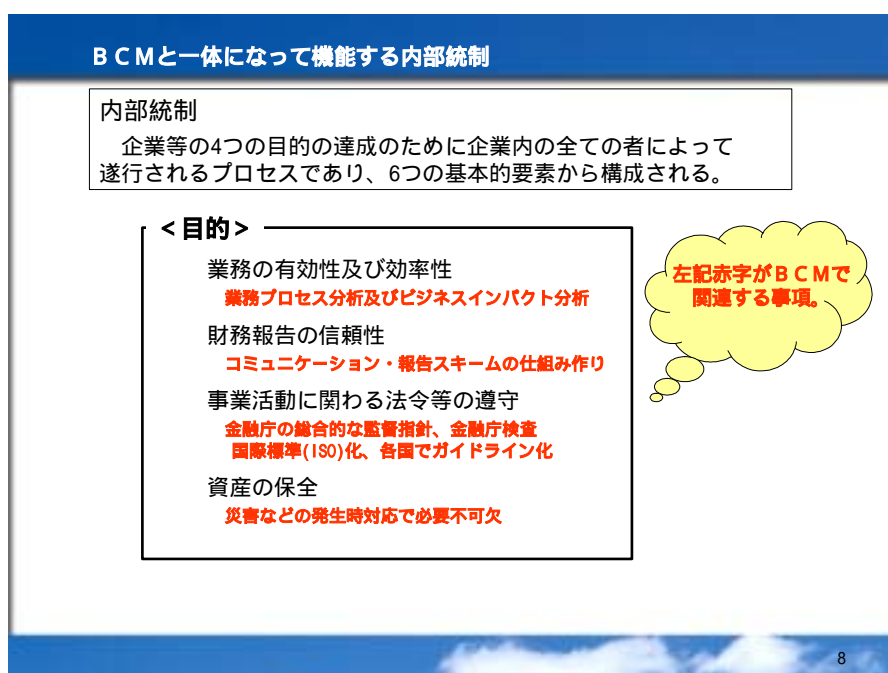 ＢＣＭと一体になって機能する内部統制
内部統制
企業等の4つの目的の達成のために企業内の全ての者によって
遂行されるプロセスであり、6つの基本的要素から構成される。
＜目的＞
業務の有効性及び効率性
業務プロセス分析及びビジネスインパクト分析
財務報告の信頼性
コミュニケーション・報告スキームの仕組み作り
事業活動に関わる法令等の遵守
金融庁の総合的な監督指針、金融庁検査
国際標準(ISO)化、各国でガイドライン化
資産の保全
災害などの発生時対応で必要不可欠
左記赤字がＢＣＭで
関連する事項。
8